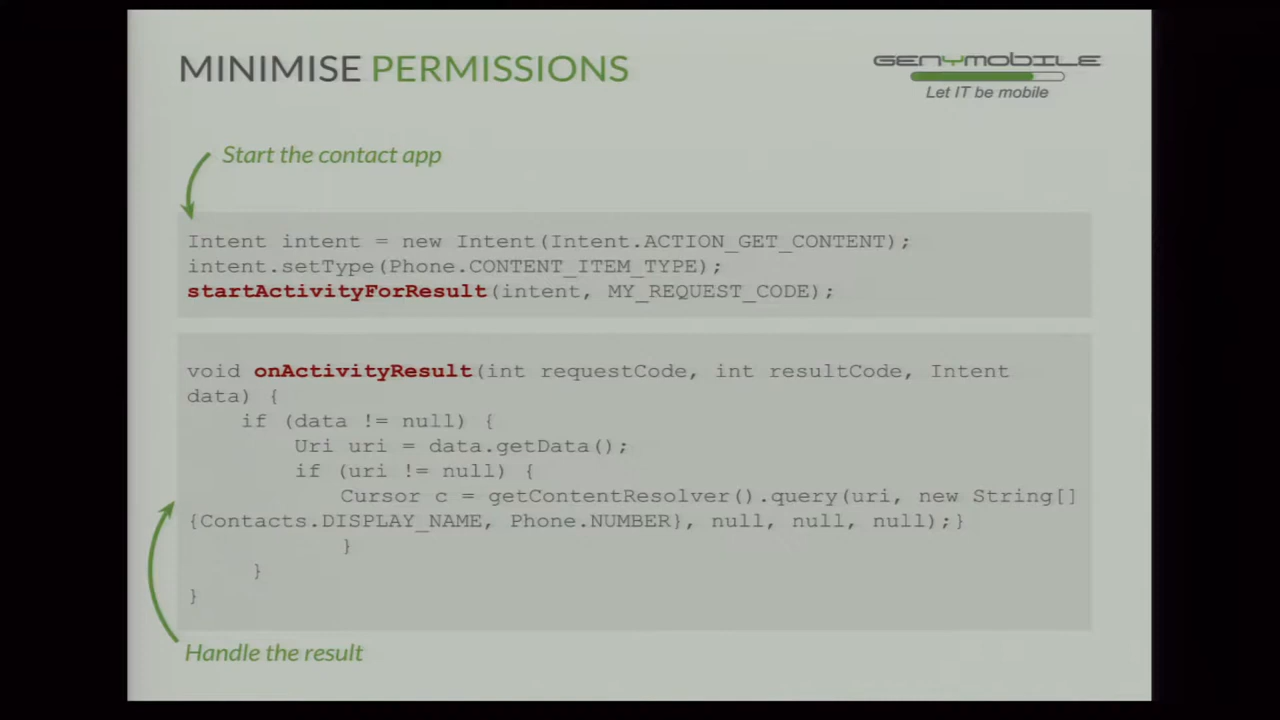 MINIMISE PERMISSIONS
GENYMOBILE
Let IT be mobile
Start the contact app
Intent intent = new Intent(Intent.ACTION_GET_CONTENT);
intent.setType(Phone.CONTENT_ITEM_TYPE);
startActivityForResult(intent, MY_REQUEST_CODE);
void onActivityResult(int requestCode, int resultCode, Intent
data) {
if (data != null) {
Uri uri = data.getData();
if (uri != null) {
Cursor c = getContentResolver().query(uri, new String[]
{Contacts.DISPLAY_NAME, Phone.NUMBER}, null, null, null);}
}
}
}
Handle the result